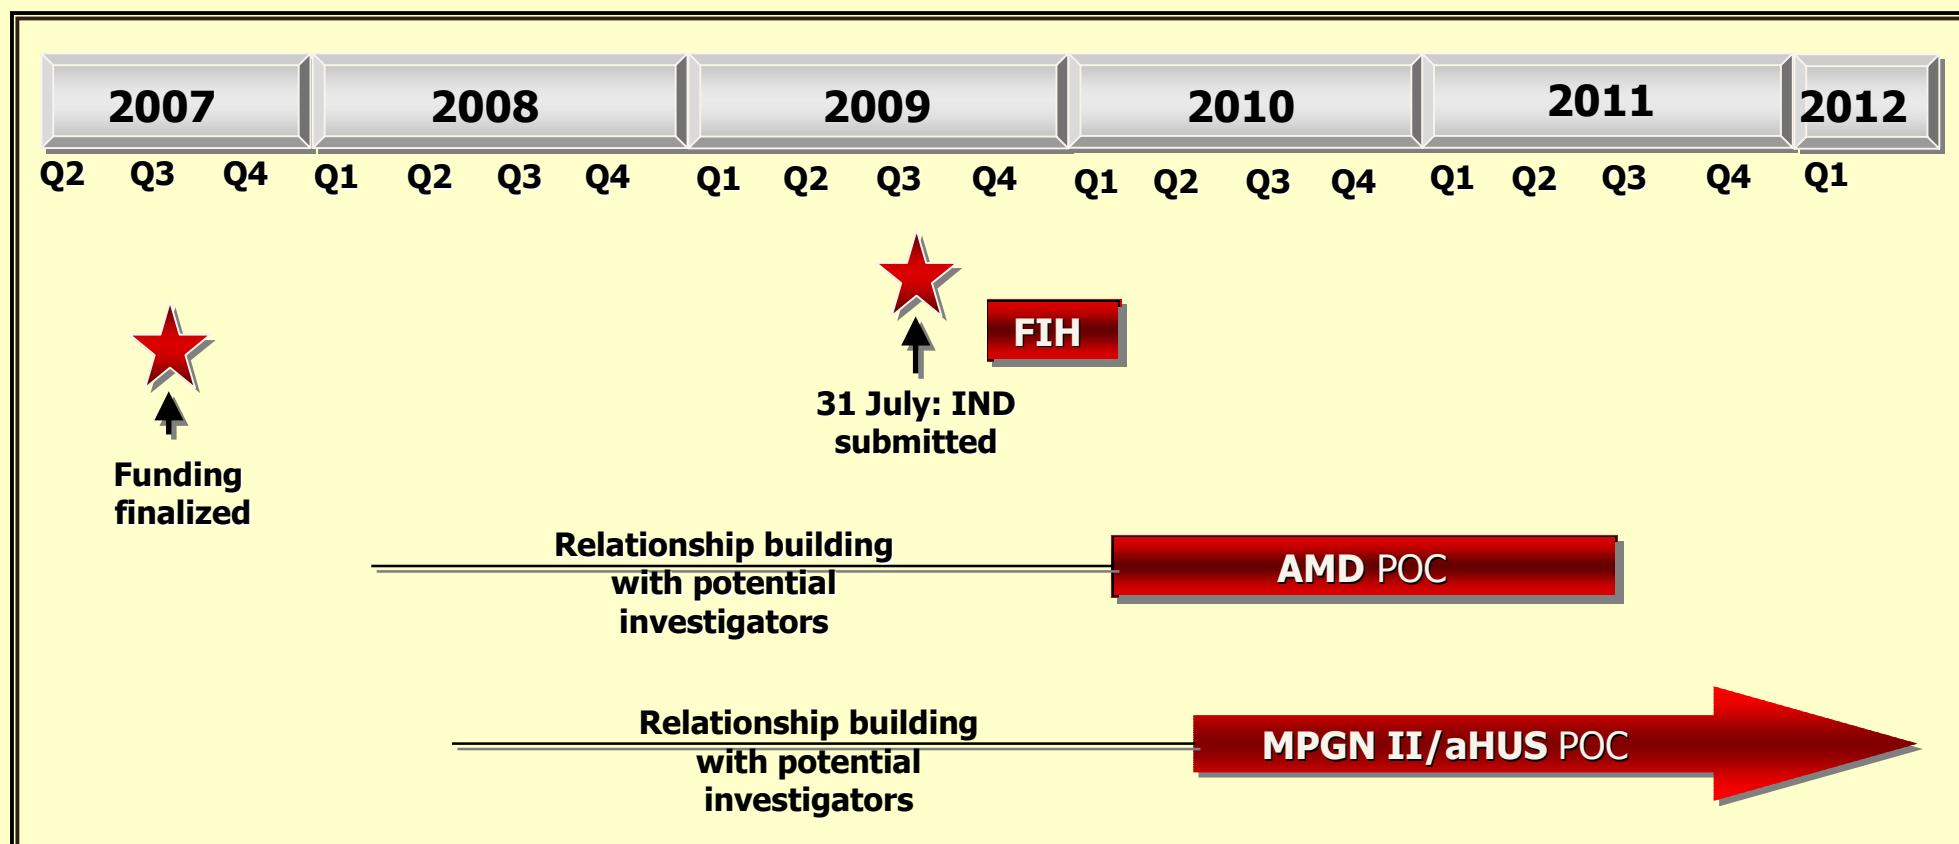 2007 2008 2009 2010 2011 2012
Q2 Q3 Q4 Q1 Q2 Q3 Q4 Q1 Q2 Q3 Q4 Q1 Q2 Q3 Q4 Q1 Q2 Q3 Q4 Q1
FIH
31 July: IND
submitted
Funding
finalized
Relationship building
with potential
investigators
AMD POC
Relationship building
with potential
investigators
MPGN II/aHUS POC